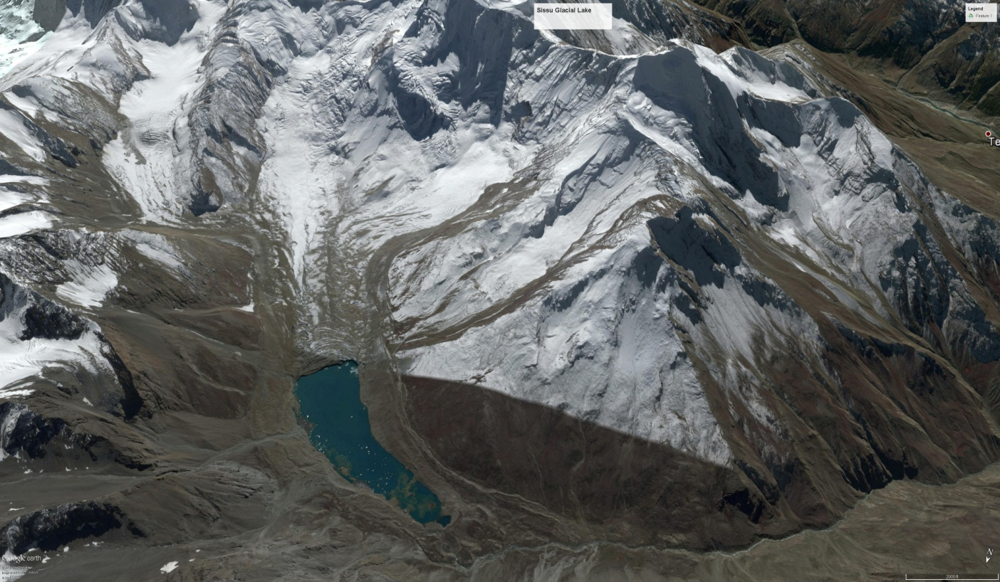 Sissu Glacial Lake
Legend
Feature 1
Te
Google earth
N
2000 ft